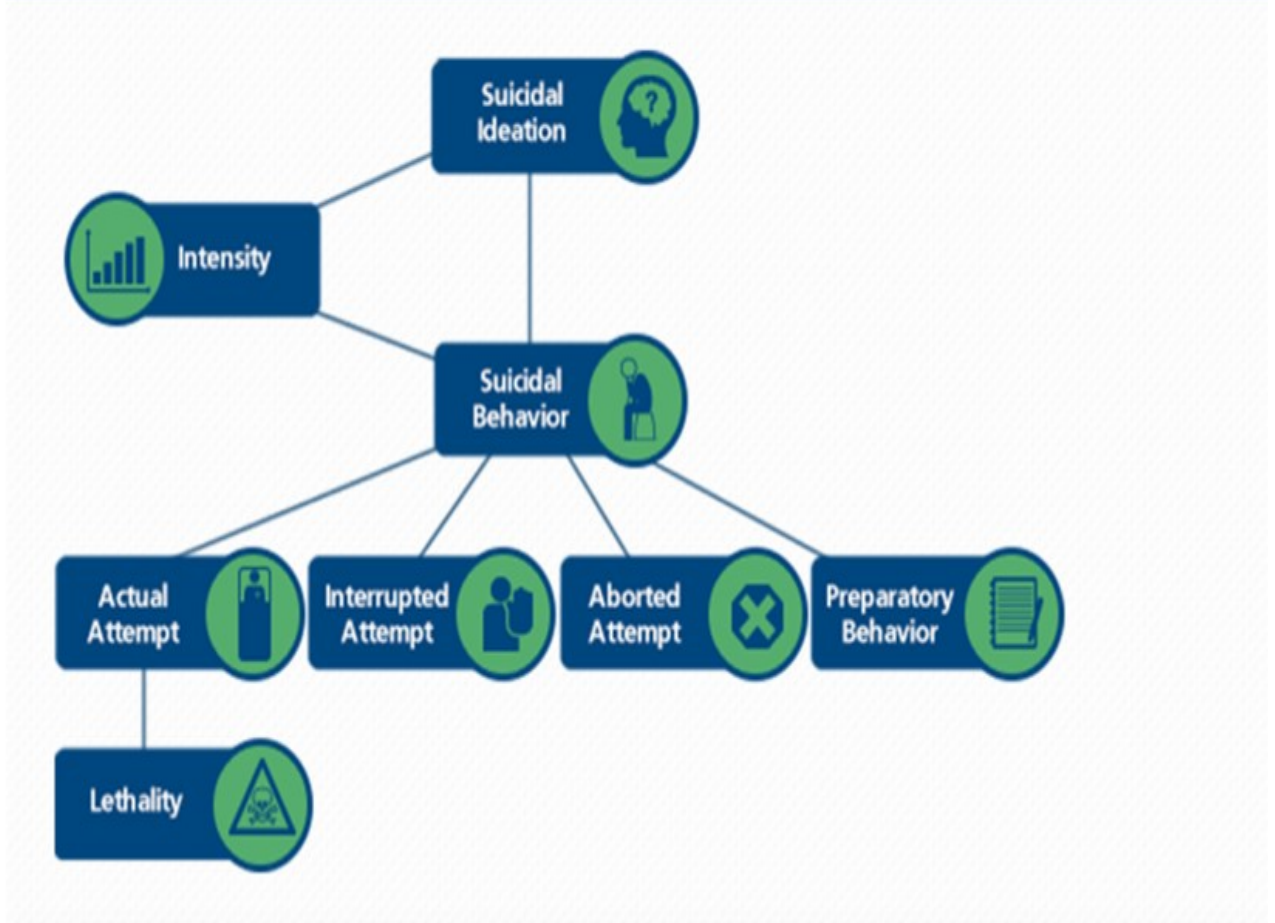 Suicidal
Ideation
?
Intensity
Suicidal
Behavior
Actual
Attempt
Interrupted
Attempt
Aborted
Attempt
Preparatory
Behavior
Lethality